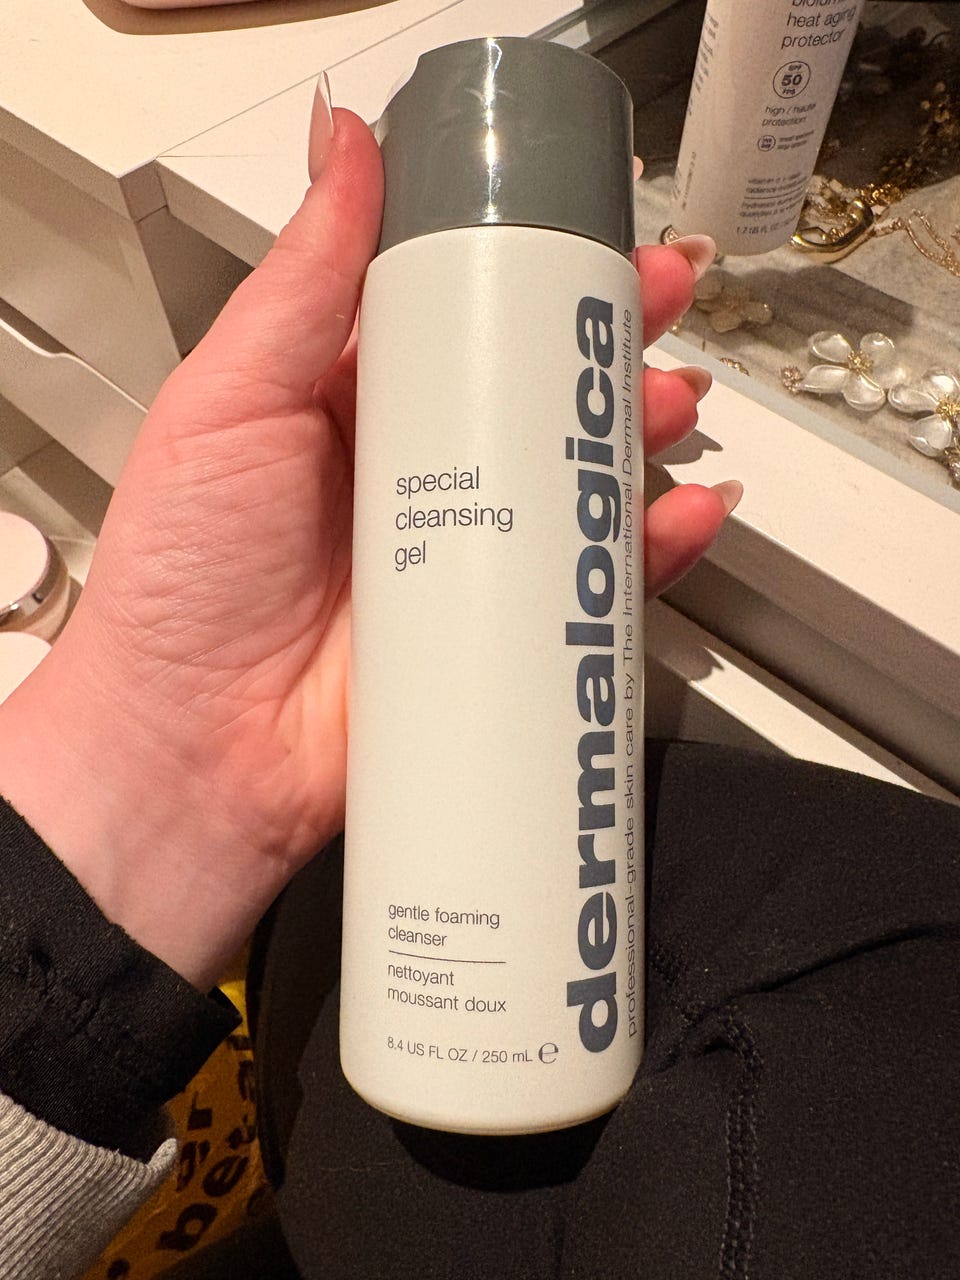 special
cleansing
gel
gentle foaming
cleanser
nettoyant
moussant doux
8.4 US FL OZ / 250 mL ℮
dermalogica
professional-grade skin care by The International Dermal Institute
heat aging
protector
SPF
50
FPS
high / haute
protection